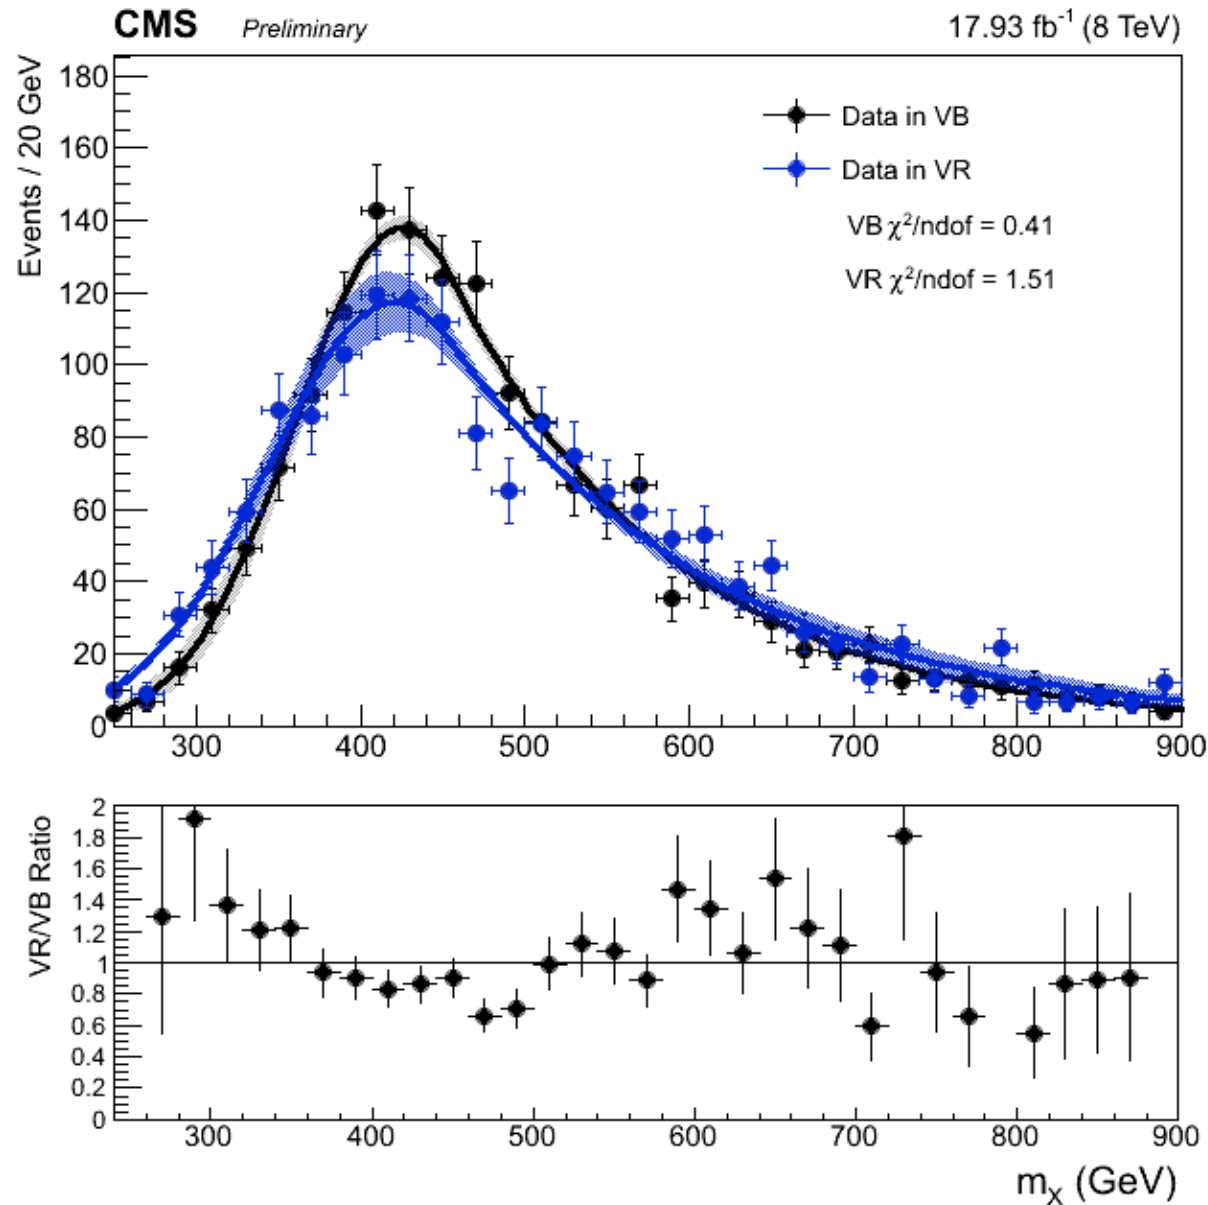 CMS Preliminary 17.93 fb⁻¹ (8 TeV)
Events / 20 GeV
180
160
140
120
100
80
60
40
20
0
Data in VB
Data in VR
VB χ²/ndof = 0.41
VR χ²/ndof = 1.51
300 400 500 600 700 800 900
VR/VB Ratio
2
1.8
1.6
1.4
1.2
1
0.8
0.6
0.4
0.2
0
300 400 500 600 700 800 900
m_X (GeV)